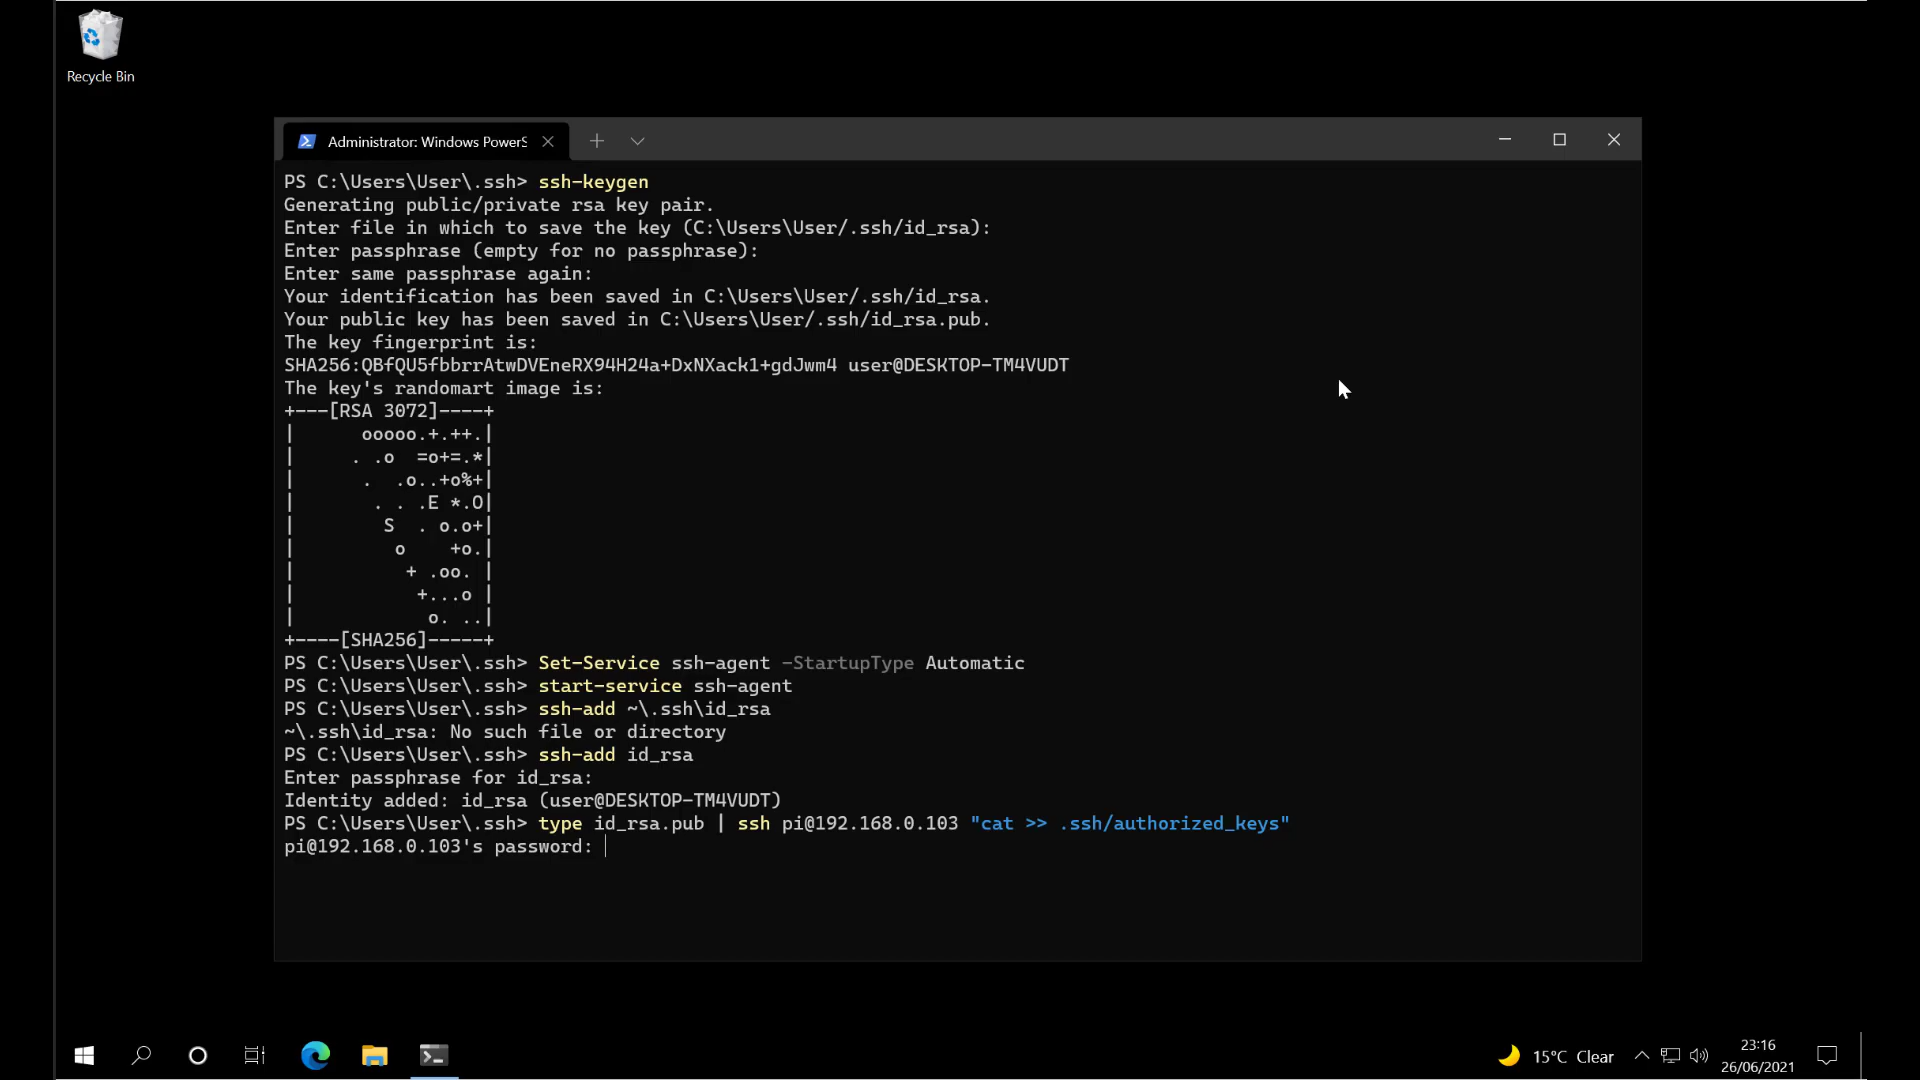 Recycle Bin
Administrator: Windows PowerS
PS C:\Users\User\.ssh> ssh-keygen
Generating public/private rsa key pair.
Enter file in which to save the key (C:\Users\User/.ssh/id_rsa):
Enter passphrase (empty for no passphrase):
Enter same passphrase again:
Your identification has been saved in C:\Users\User/.ssh/id_rsa.
Your public key has been saved in C:\Users\User/.ssh/id_rsa.pub.
The key fingerprint is:
SHA256:QBfQU5fbbrrAtwDVEneRX94H24a+DxNXack1+gdJwm4 user@DESKTOP-TM4VUDT
The key's randomart image is:
+---[RSA 3072]----+
|      ooooo.+.++.|
|     . .o  =o+=.*|
|      .  .o..+o%+|
|       . . .E *.O|
|        S  . o.o+|
|         o    +o.|
|          + .oo. |
|           +...o |
|            o. ..|
+----[SHA256]-----+
PS C:\Users\User\.ssh> Set-Service ssh-agent -StartupType Automatic
PS C:\Users\User\.ssh> start-service ssh-agent
PS C:\Users\User\.ssh> ssh-add ~\.ssh\id_rsa
~\.ssh\id_rsa: No such file or directory
PS C:\Users\User\.ssh> ssh-add id_rsa
Enter passphrase for id_rsa:
Identity added: id_rsa (user@DESKTOP-TM4VUDT)
PS C:\Users\User\.ssh> type id_rsa.pub | ssh pi@192.168.0.103 "cat >> .ssh/authorized_keys"
pi@192.168.0.103's password:
15°C Clear
23:16
26/06/2021